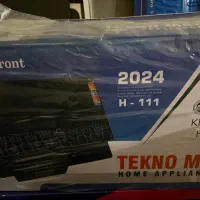 ront
2024
H - 111
K
H
TEKNO M
HOME APPLIAN